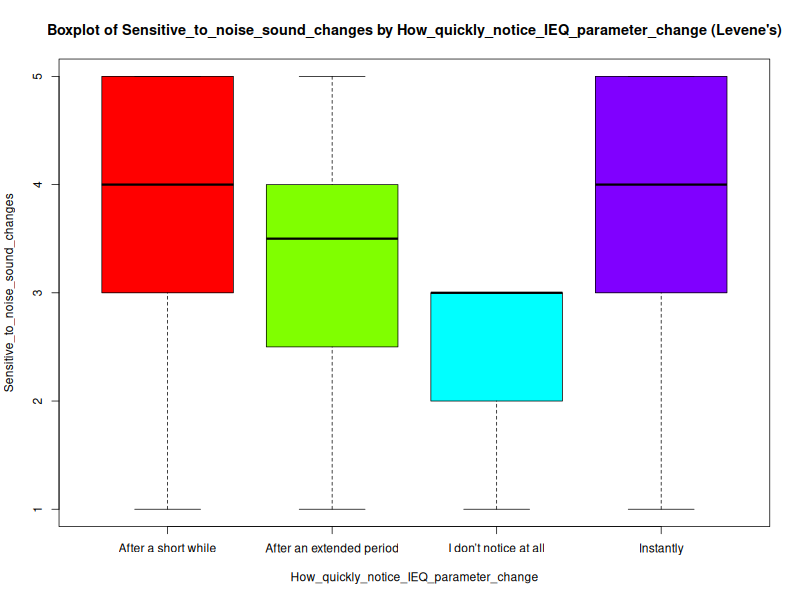 Boxplot of Sensitive_to_noise_sound_changes by How_quickly_notice_IEQ_parameter_change (Levene's)
Sensitive_to_noise_sound_changes
5
4
3
2
1
After a short while
After an extended period
I don't notice at all
Instantly
How_quickly_notice_IEQ_parameter_change